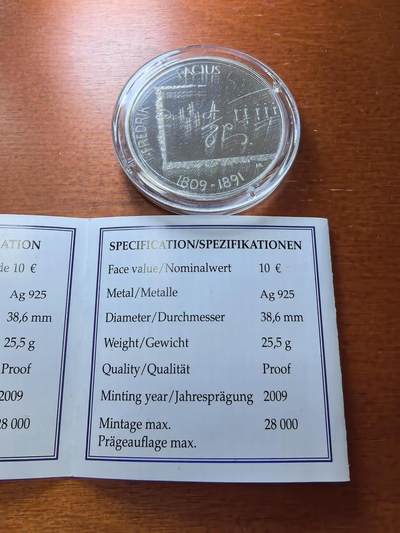 FREDRIK
PACIUS
1809 - 1891
ATION
de 10 €
Ag 925
38,6 mm
25,5 g
Proof
2009
28 000
SPECIFICATION/SPEZIFIKATIONEN
Face value/Nominalwert 10 €
Metal/Metalle Ag 925
Diameter/Durchmesser 38,6 mm
Weight/Gewicht 25,5 g
Quality/Qualität Proof
Minting year/Jahresprägung 2009
Mintage max. 28 000
Prägeauflage max.